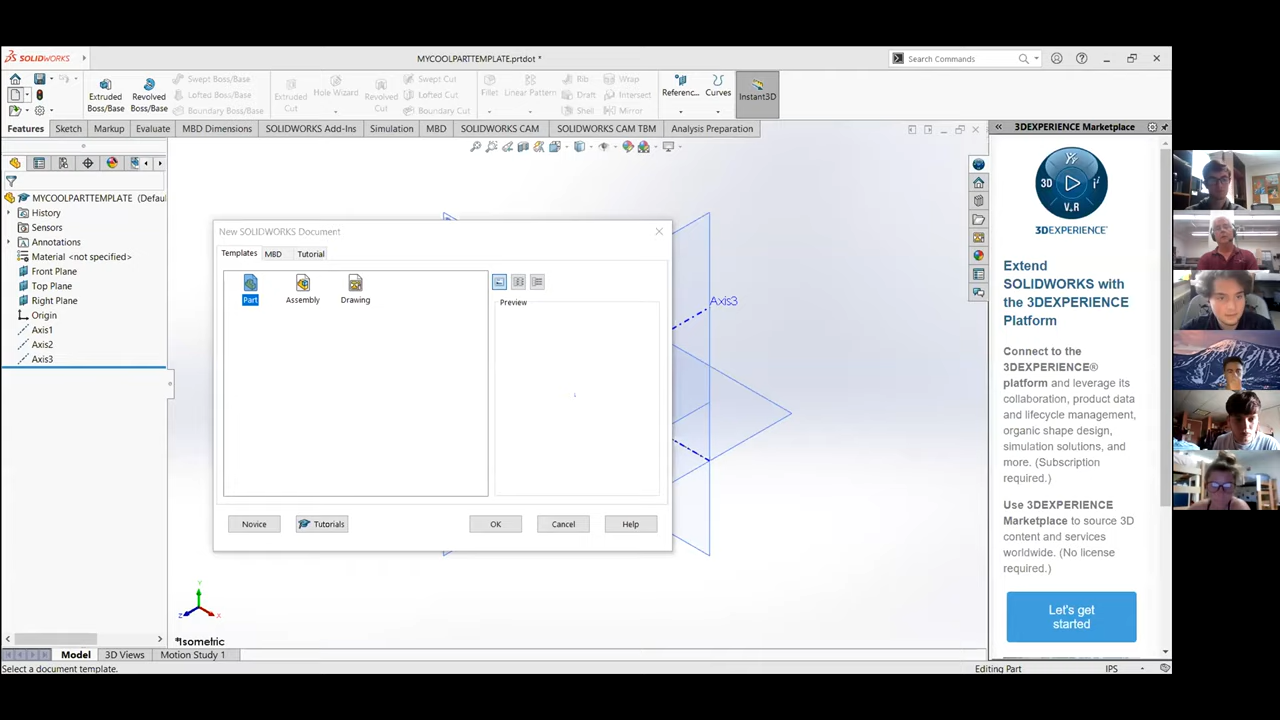 SOLIDWORKS
MYCOOLPARTTEMPLATE.prtdot *
Search Commands
Extruded Boss/Base
Revolved Boss/Base
Swept Boss/Base
Lofted Boss/Base
Boundary Boss/Base
Extruded Cut
Hole Wizard
Revolved Cut
Swept Cut
Lofted Cut
Boundary Cut
Fillet
Linear Pattern
Rib
Draft
Shell
Wrap
Intersect
Mirror
Referenc...
Curves
Instant3D
Features
Sketch
Markup
Evaluate
MBD Dimensions
SOLIDWORKS Add-Ins
Simulation
MBD
SOLIDWORKS CAM
SOLIDWORKS CAM TBM
Analysis Preparation
MYCOOLPARTTEMPLATE (Defau
History
Sensors
Annotations
Material <not specified>
Front Plane
Top Plane
Right Plane
Origin
Axis1
Axis2
Axis3
New SOLIDWORKS Document
Templates
MBD
Tutorial
Part
Assembly
Drawing
Preview
Novice
Tutorials
OK
Cancel
Help
Axis3
Y
X
Z
*Isometric
Model
3D Views
Motion Study 1
Select a document template.
Editing Part
IPS
3DEXPERIENCE Marketplace
3D
V.R
3DEXPERIENCE
Extend
SOLIDWORKS with
the 3DEXPERIENCE
Platform
Connect to the
3DEXPERIENCE®
platform and leverage its
collaboration, product data
and lifecycle management,
organic shape design,
simulation solutions, and
more. (Subscription
required.)
Use 3DEXPERIENCE
Marketplace to source 3D
content and services
worldwide. (No license
required.)
Let's get
started